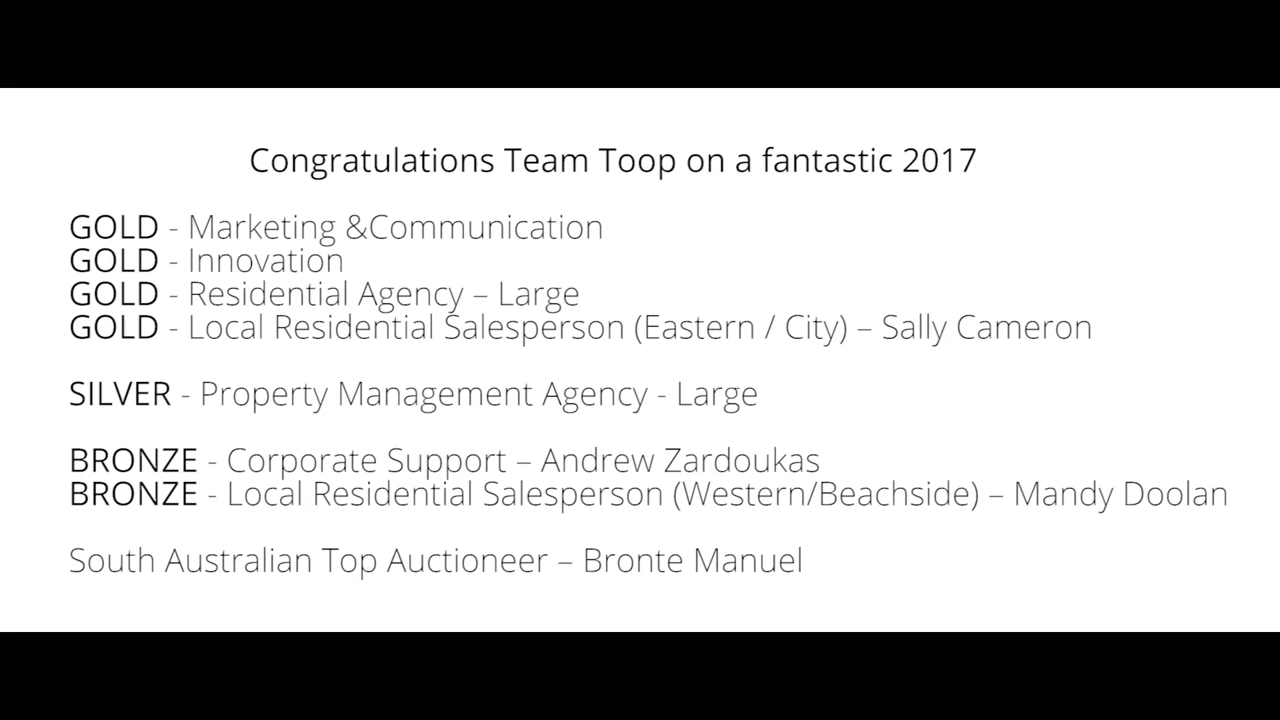 Congratulations Team Toop on a fantastic 2017
GOLD - Marketing &Communication
GOLD - Innovation
GOLD - Residential Agency – Large
GOLD - Local Residential Salesperson (Eastern / City) – Sally Cameron
SILVER - Property Management Agency - Large
BRONZE - Corporate Support – Andrew Zardoukas
BRONZE - Local Residential Salesperson (Western/Beachside) – Mandy Doolan
South Australian Top Auctioneer – Bronte Manuel